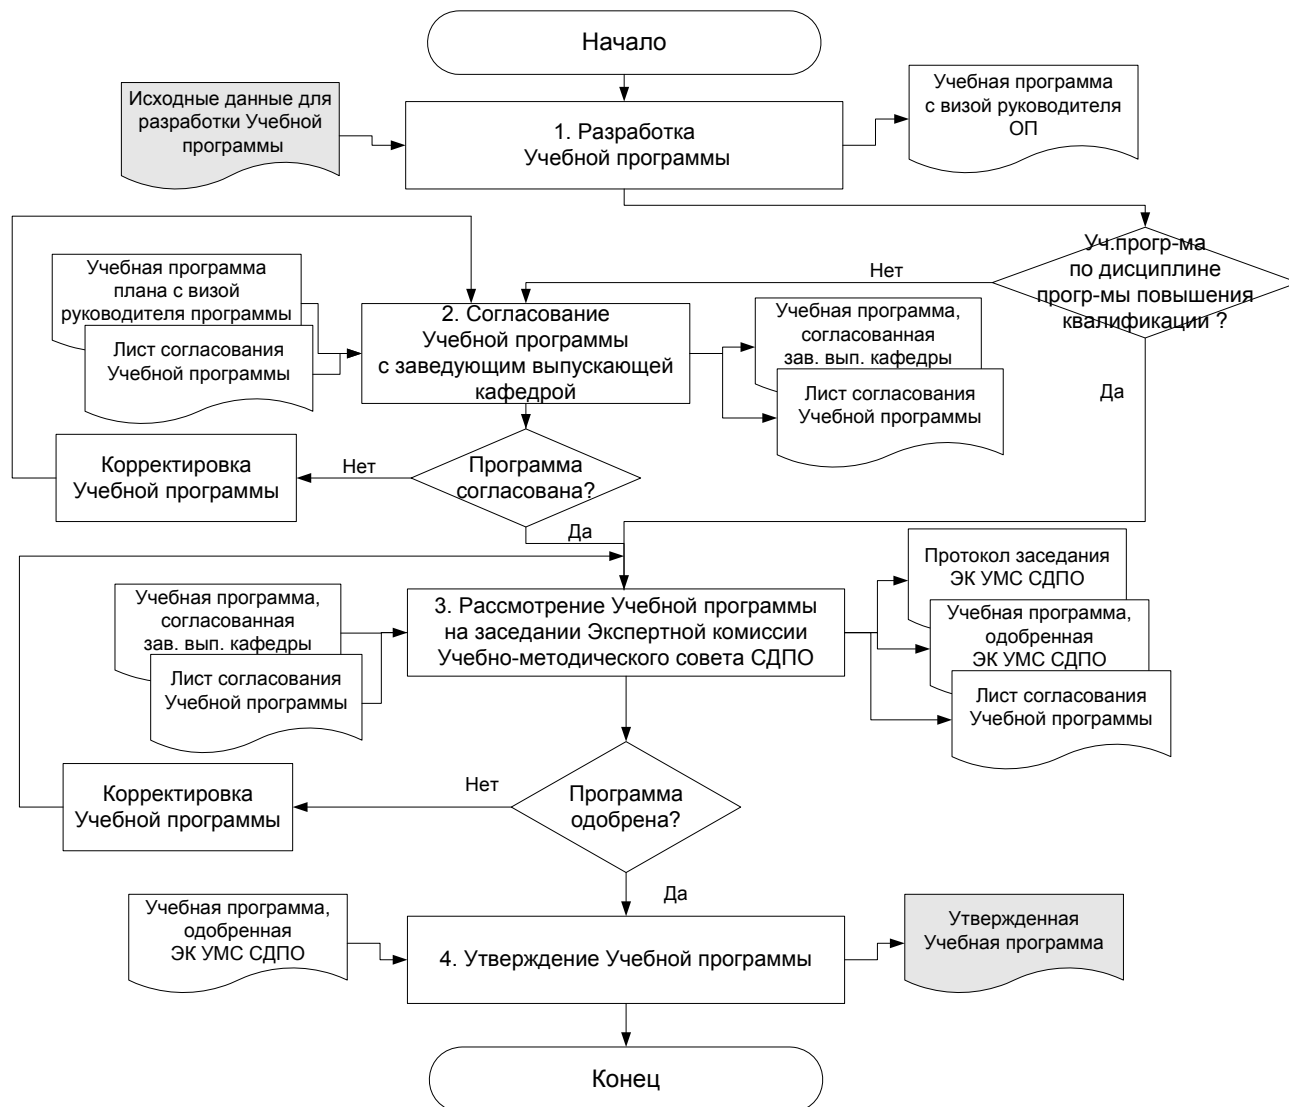 Начало
Исходные данные для
разработки Учебной
программы
1. Разработка
Учебной программы
Учебная программа
с визой руководителя
ОП
Уч.прогр-ма
по дисциплине
прогр-мы повышения
квалификации ?
Нет
Да
Учебная программа
плана с визой
руководителя программы
Лист согласования
Учебной программы
2. Согласование
Учебной программы
с заведующим выпускающей
кафедрой
Учебная программа,
согласованная
зав. вып. кафедры
Лист согласования
Учебной программы
Корректировка
Учебной программы
Нет
Программа
согласована?
Да
Учебная программа,
согласованная
зав. вып. кафедры
Лист согласования
Учебной программы
3. Рассмотрение Учебной программы
на заседании Экспертной комиссии
Учебно-методического совета СДПО
Протокол заседания
ЭК УМС СДПО
Учебная программа,
одобренная
ЭК УМС СДПО
Лист согласования
Учебной программы
Корректировка
Учебной программы
Нет
Программа
одобрена?
Да
Учебная программа,
одобренная
ЭК УМС СДПО
4. Утверждение Учебной программы
Утвержденная
Учебная программа
Конец